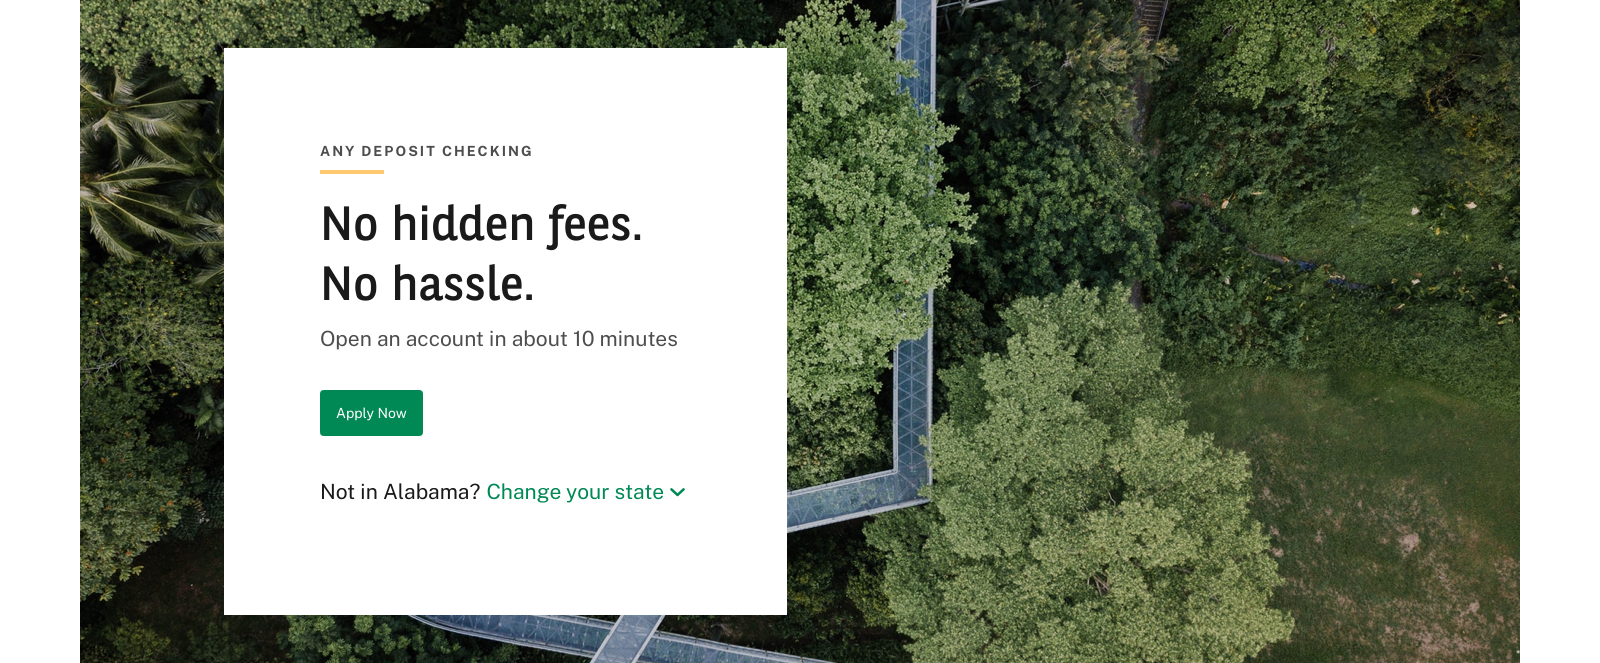 ANY DEPOSIT CHECKING
No hidden fees.
No hassle.
Open an account in about 10 minutes
Apply Now
Not in Alabama? Change your state